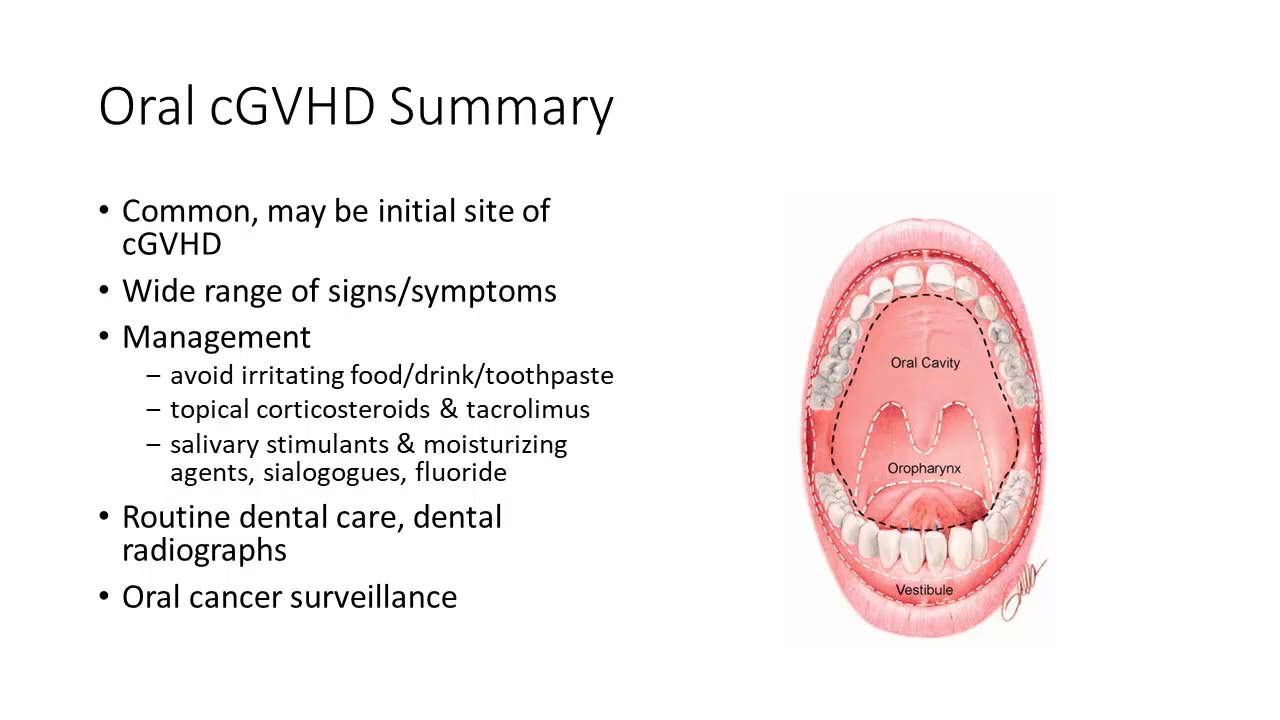 Oral cGVHD Summary
• Common, may be initial site of
cGVHD
• Wide range of signs/symptoms
• Management
– avoid irritating food/drink/toothpaste
– topical corticosteroids & tacrolimus
– salivary stimulants & moisturizing
agents, sialogogues, fluoride
• Routine dental care, dental
radiographs
• Oral cancer surveillance
Oral Cavity
Oropharynx
Vestibule